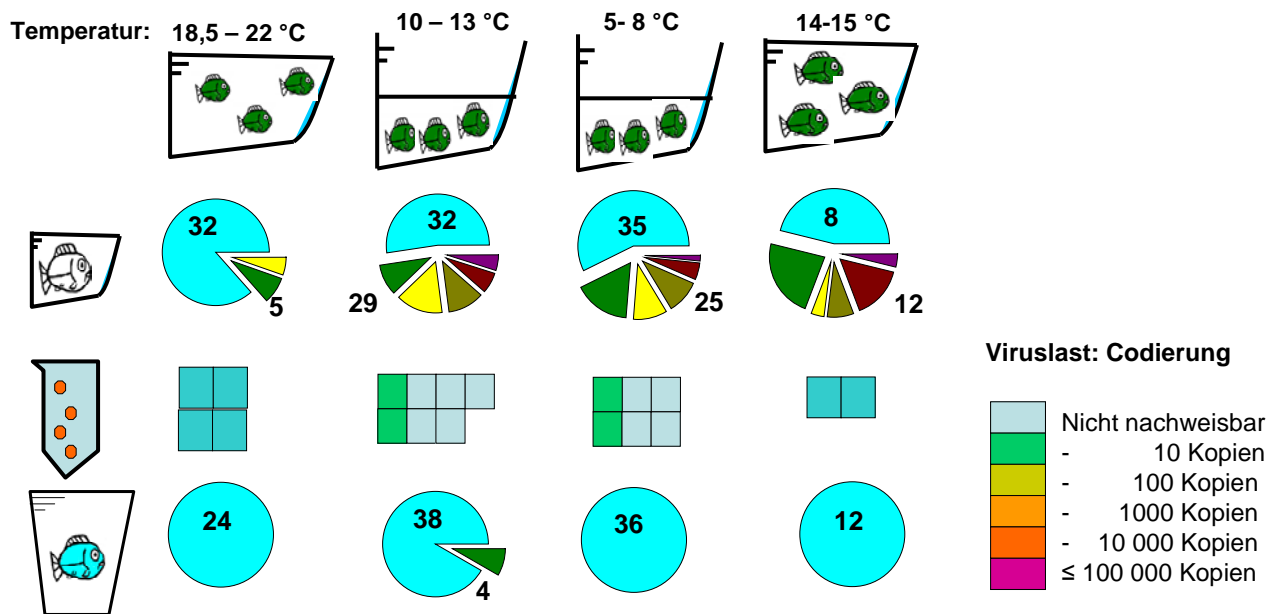 Temperatur: 18,5 – 22 °C 10 – 13 °C 5- 8 °C 14-15 °C
32 32 35 8
5 29 25 12
Viruslast: Codierung
Nicht nachweisbar
- 10 Kopien
- 100 Kopien
- 1000 Kopien
- 10 000 Kopien
≤ 100 000 Kopien
24 38 36 12
4